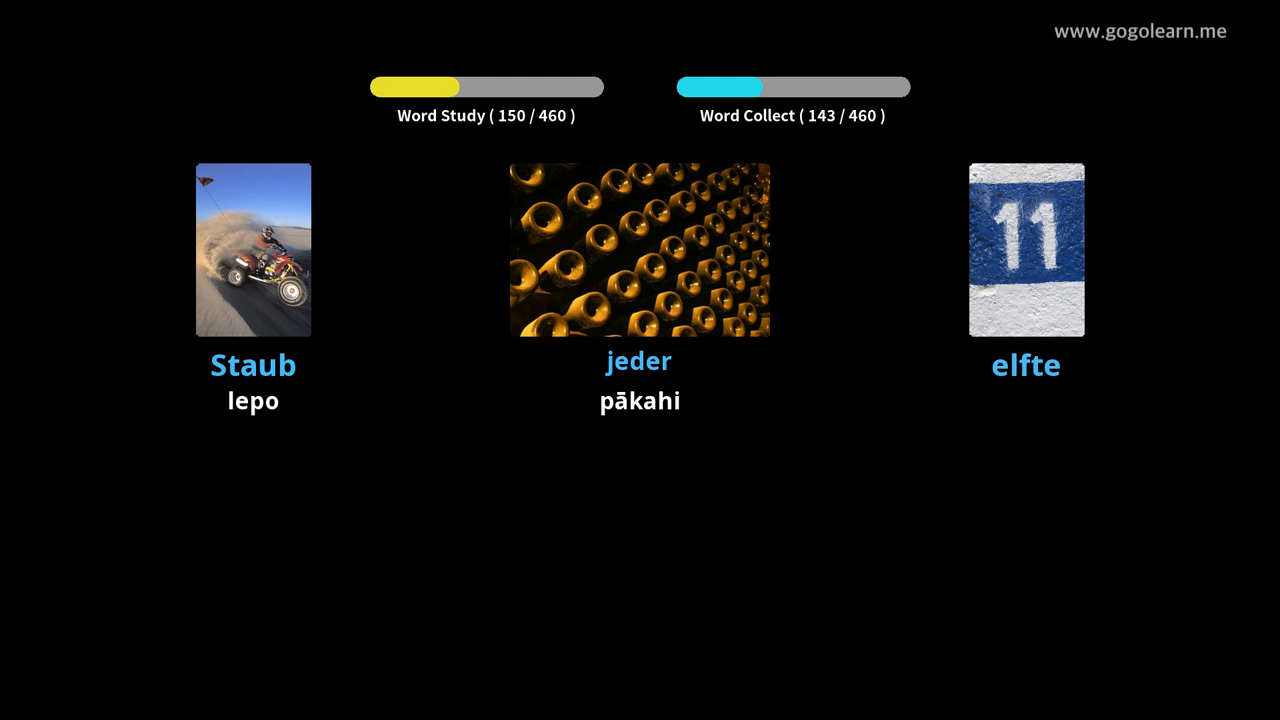 www.gogolearn.me
Word Study ( 150 / 460 )
Word Collect ( 143 / 460 )
11
Staub
lepo
jeder
pākahi
elfte